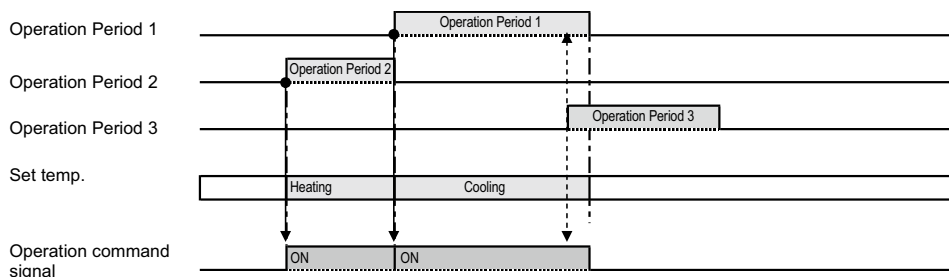 Operation Period 1
Operation Period 1
Operation Period 2
Operation Period 2
Operation Period 3
Operation Period 3
Set temp.
Heating
Cooling
Operation command
signal
ON
ON